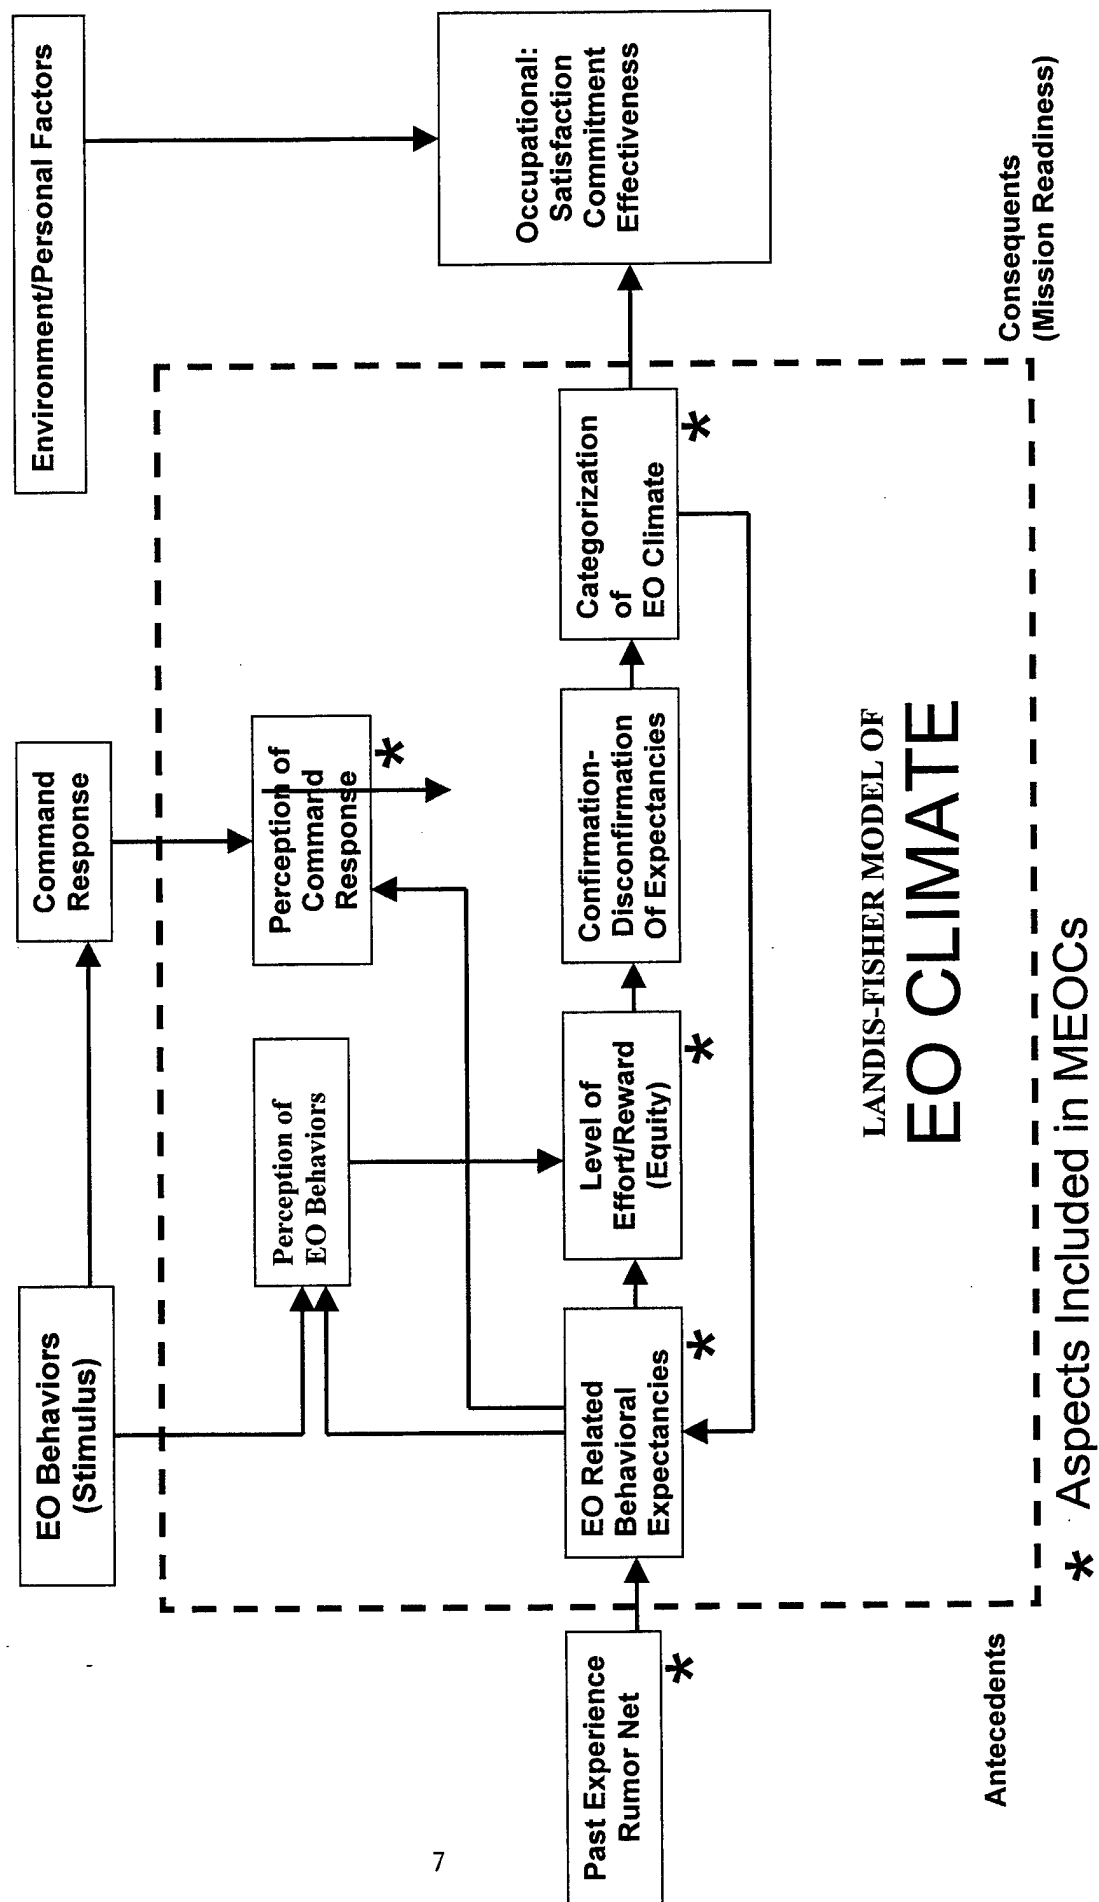 Environment/Personal Factors
Command
Response
EO Behaviors
(Stimulus)
Perception of
Command
Response
*
Perception of
EO Behaviors
Occupational:
Satisfaction
Commitment
Effectiveness
Past Experience
Rumor Net
*
EO Related
Behavioral
Expectancies
*
Level of
Effort/Reward
(Equity)
*
Confirmation-
Disconfirmation
Of Expectancies
Categorization
of
EO Climate
*
LANDIS-FISHER MODEL OF
EO CLIMATE
Antecedents
Consequents
(Mission Readiness)
* Aspects Included in MEOCs
7